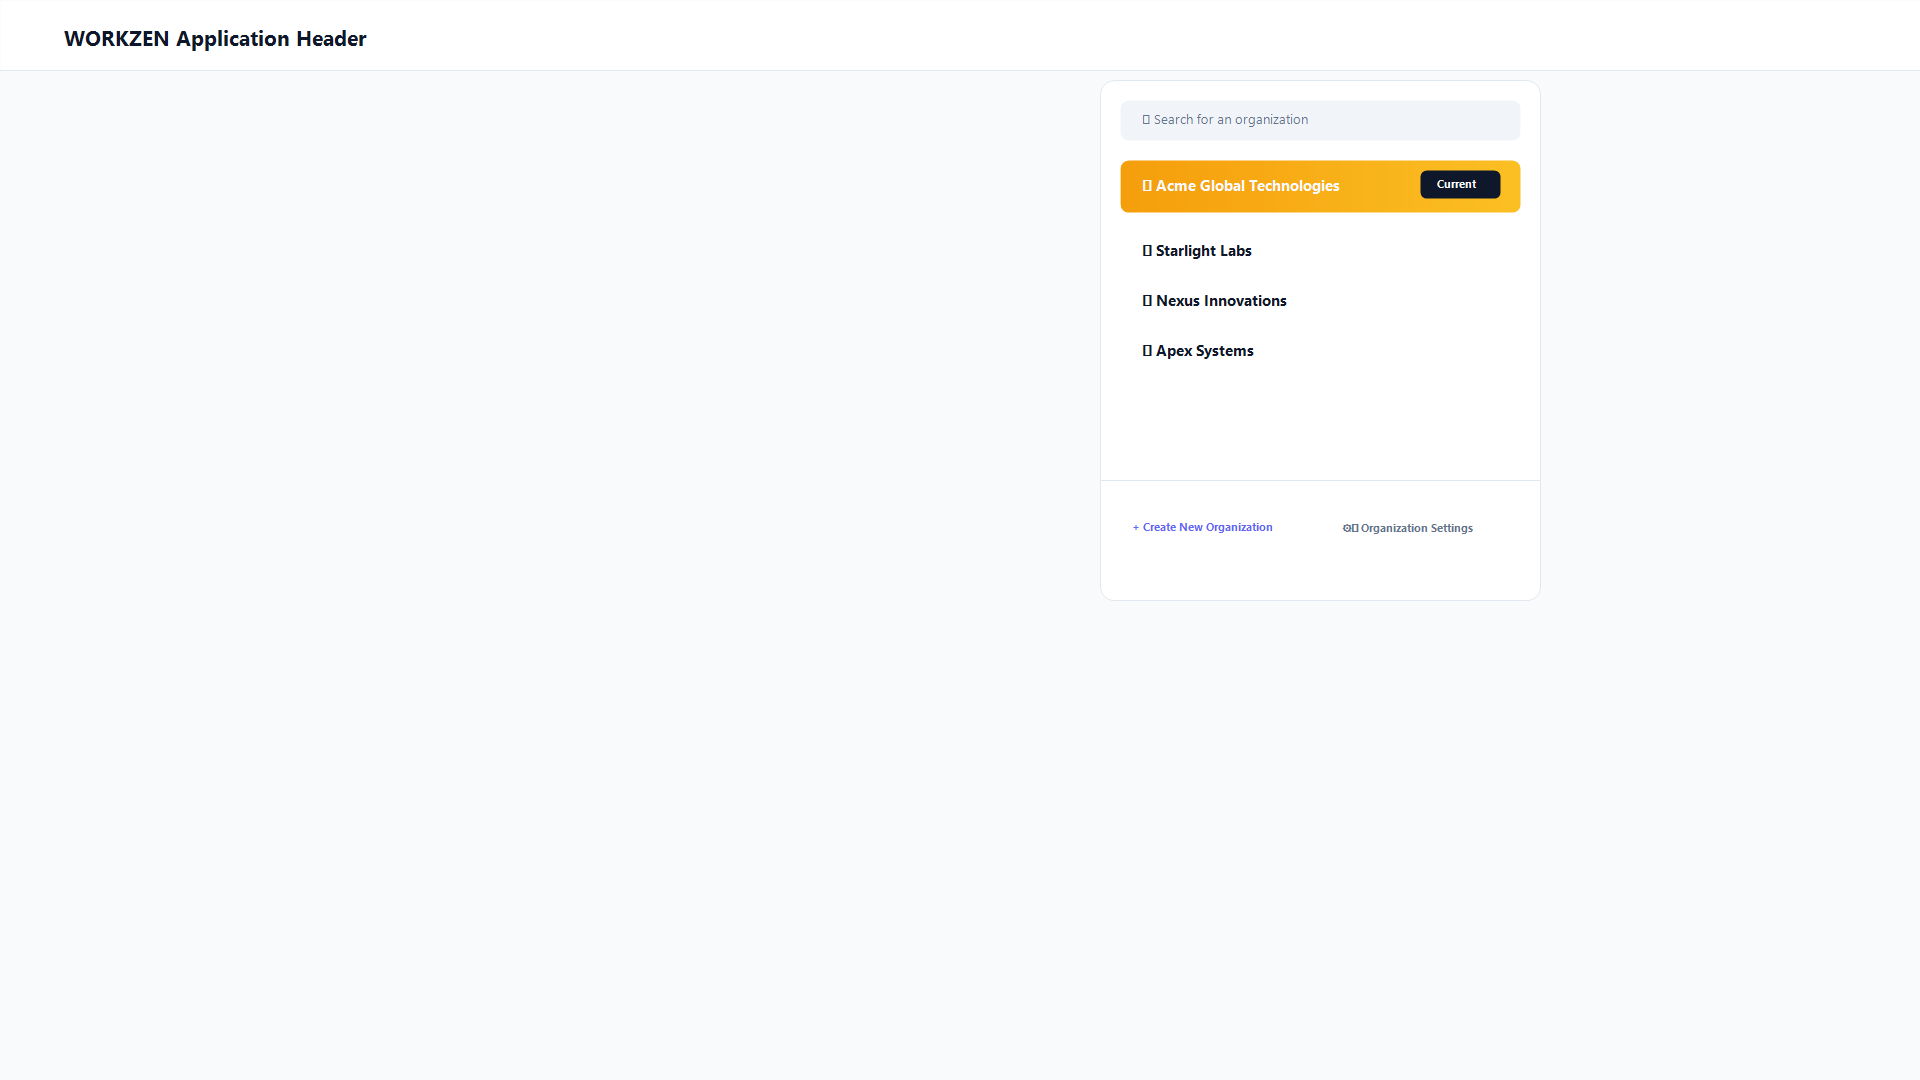 WORKZEN Application Header
Search for an organization
Acme Global Technologies
Current
Starlight Labs
Nexus Innovations
Apex Systems
+ Create New Organization
⚙ Organization Settings